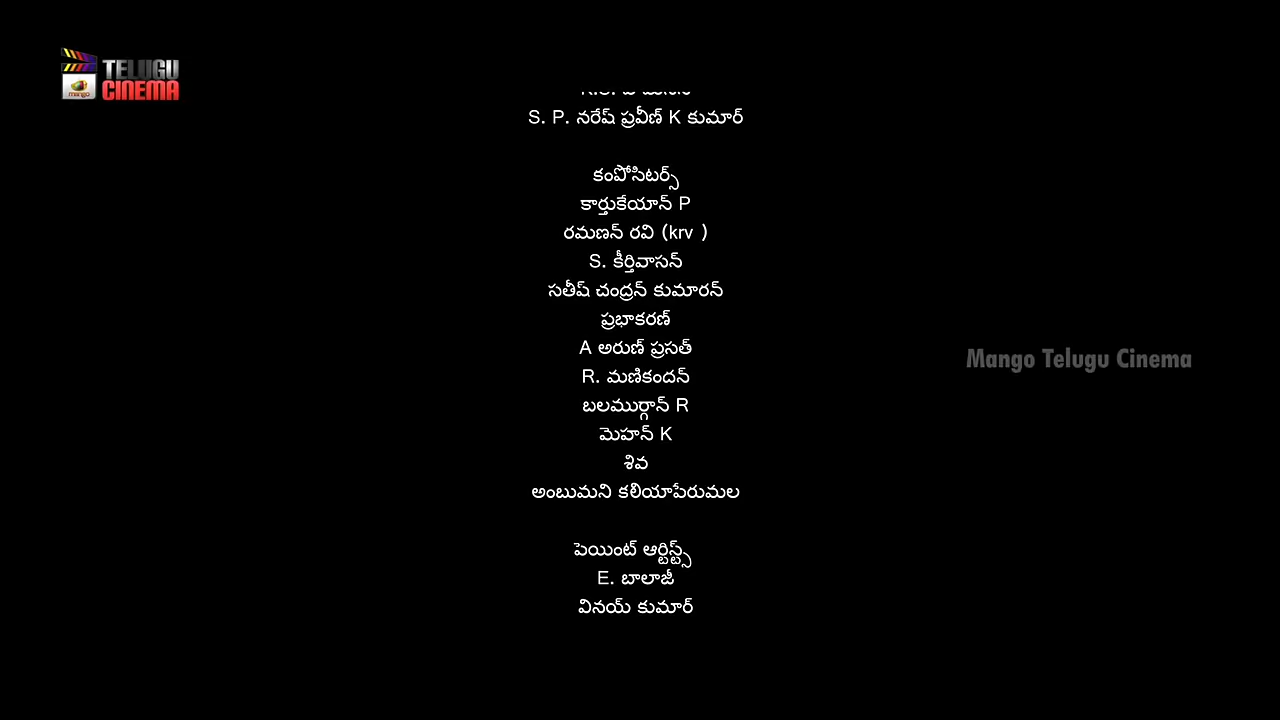 TELUGU
CINEMA
mango
S. P. నరేష్ ప్రవీణ్ K కుమార్
కంపోసిటర్స్
కార్తుకేయాన్ P
రమణన్ రవి (krv )
S. కీర్తివాసన్
సతీష్ చంద్రన్ కుమారన్
ప్రభాకరణ్
A అరుణ్ ప్రసత్
R. మణికందన్
బలముర్గాన్ R
మెహన్ K
శివ
అంబుమని కలియాపేరుమల
పెయింట్ ఆర్టిస్ట్స్
E. బాలాజీ
వినయ్ కుమార్
Mango Telugu Cinema